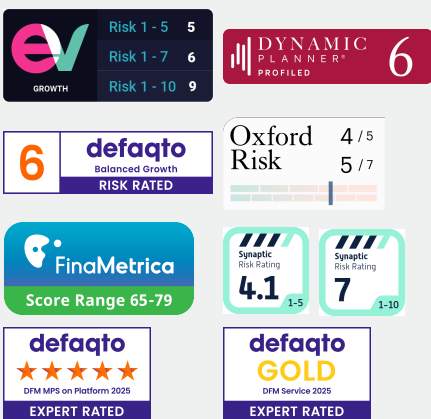 ev
GROWTH
Risk 1 - 5 5
Risk 1 - 7 6
Risk 1 - 10 9
DYNAMIC
PLANNER®
PROFILED
6
6
defaqto
Balanced Growth
RISK RATED
Oxford
Risk
4 / 5
5 / 7
FinaMetrica
Score Range 65-79
Synaptic
Risk Rating
4.1
1-5
Synaptic
Risk Rating
7
1-10
defaqto
DFM MPS on Platform 2025
EXPERT RATED
defaqto
GOLD
DFM Service 2025
EXPERT RATED